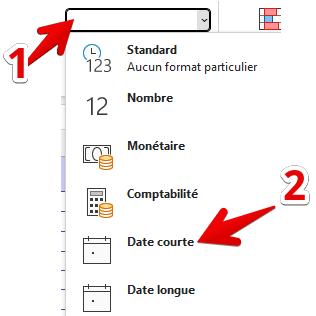 1
Standard
123
Aucun format particulier
12
Nombre
Monétaire
Comptabilité
2
Date courte
Date longue